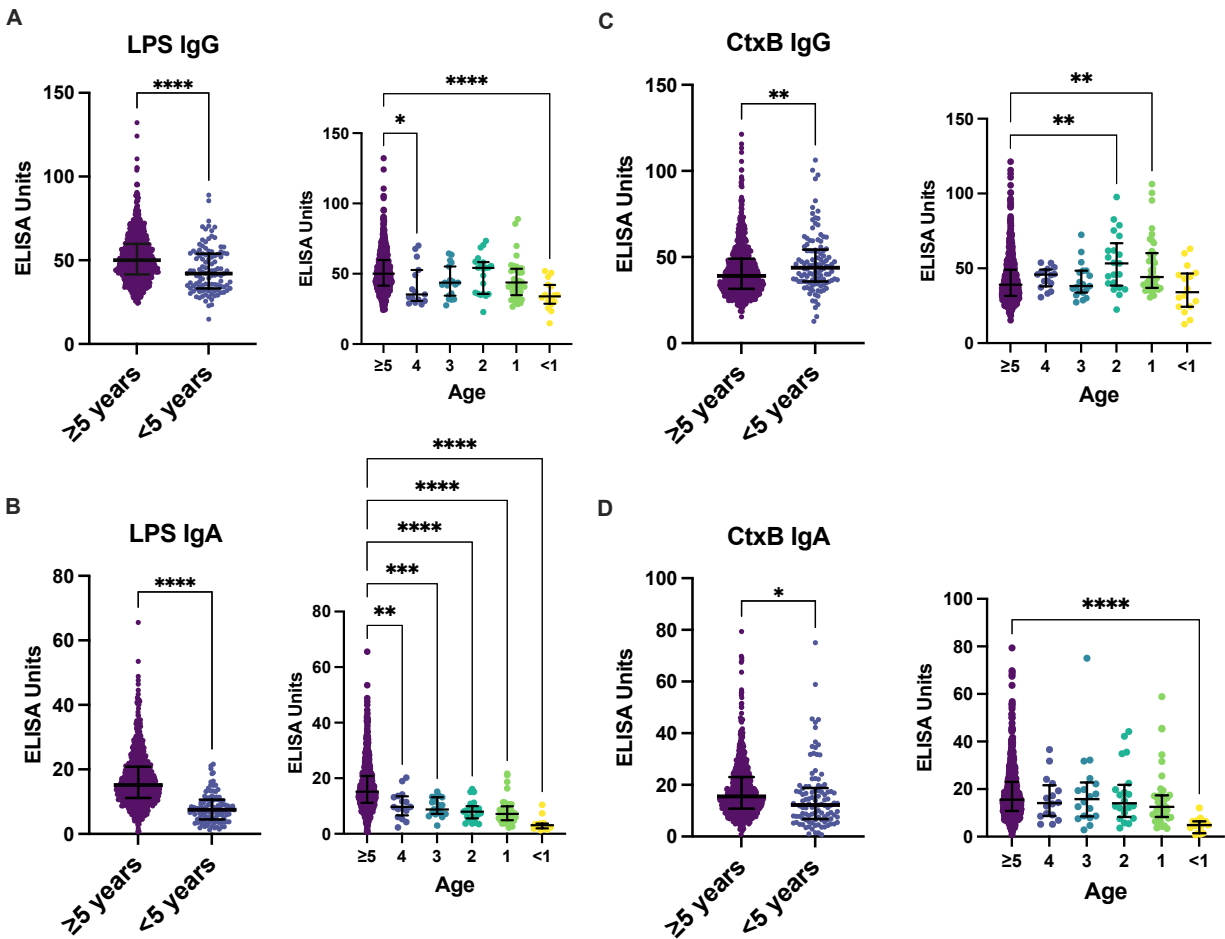 A
LPS IgG
ELISA Units
150
100
50
0
****
≥5 years
<5 years
ELISA Units
150
100
50
0
*
****
≥5
4
3
2
1
<1
Age
C
CtxB IgG
ELISA Units
150
100
50
0
**
≥5 years
<5 years
ELISA Units
150
100
50
0
**
**
≥5
4
3
2
1
<1
Age
B
LPS IgA
ELISA Units
80
60
40
20
0
****
≥5 years
<5 years
ELISA Units
80
60
40
20
0
****
****
****
***
**
≥5
4
3
2
1
<1
Age
D
CtxB IgA
ELISA Units
100
80
60
40
20
0
*
≥5 years
<5 years
ELISA Units
100
80
60
40
20
0
****
≥5
4
3
2
1
<1
Age